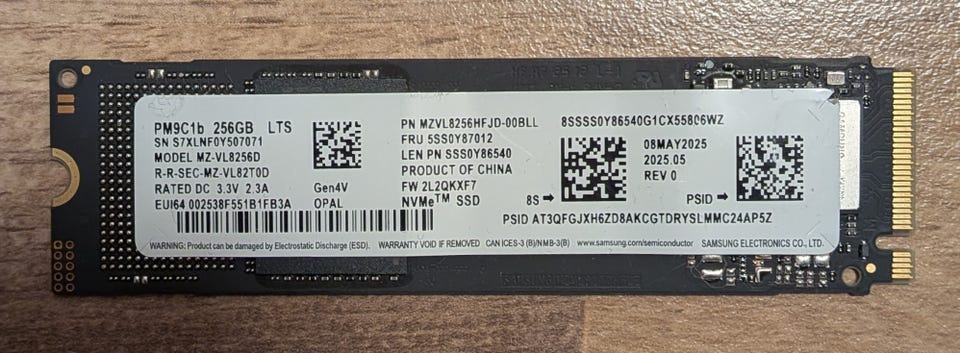 PM9C1b 256GB LTS
SN S7XLNF0Y507071
MODEL MZ-VL8256D
R-R-SEC-MZ-VL82T0D
RATED DC 3.3V 2.3A
EUI64 002538F551B1FB3A
Gen4V
OPAL
PN MZVL8256HFJD-00BLL
FRU 5SS0Y87012
LEN PN SSS0Y86540
PRODUCT OF CHINA
FW 2L2QKXF7
NVMe™ SSD
8SSSS0Y86540G1CX55806WZ
08MAY2025
2025.05
REV 0
8S→
PSID→
PSID AT3QFGJXH6ZD8AKCGTDRYSLMMC24AP5Z
WARNING: Product can be damaged by Electrostatic Discharge (ESD). WARRANTY VOID IF REMOVED CAN ICES-3 (B)/NMB-3(B) www.samsung.com/semiconductor SAMSUNG ELECTRONICS CO., LTD.